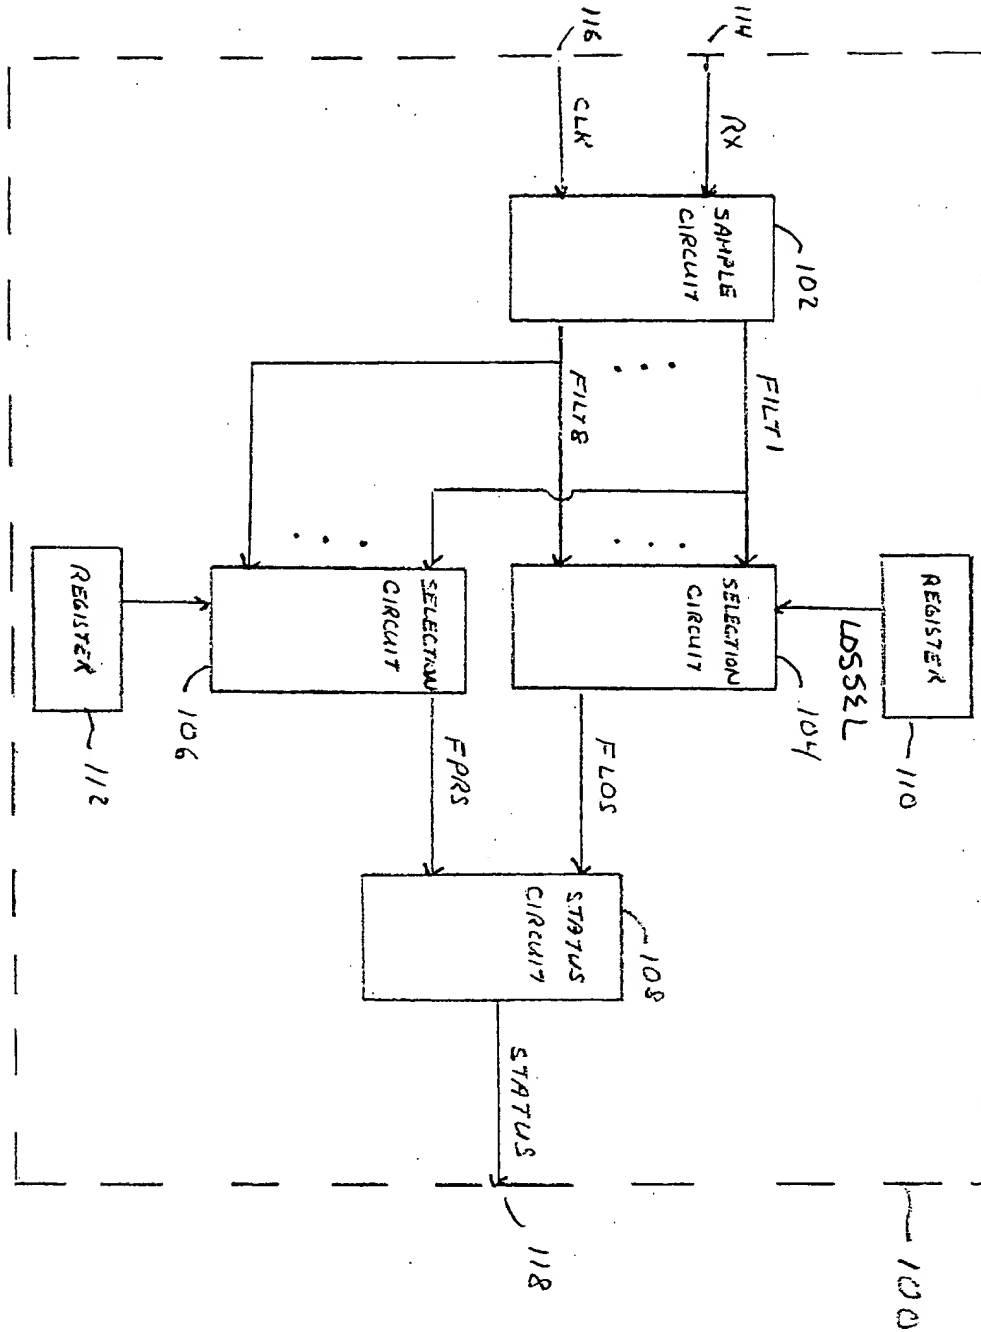 100
REGISTER
110
LOSSEL
102
104
114
RX
SAMPLE
CIRCUIT
FILT1
SELECTION
CIRCUIT
FLOS
108
116
CLK
FILT8
STATUS
CIRCUIT
STATUS
118
SELECTION
CIRCUIT
FPRS
106
REGISTER
112